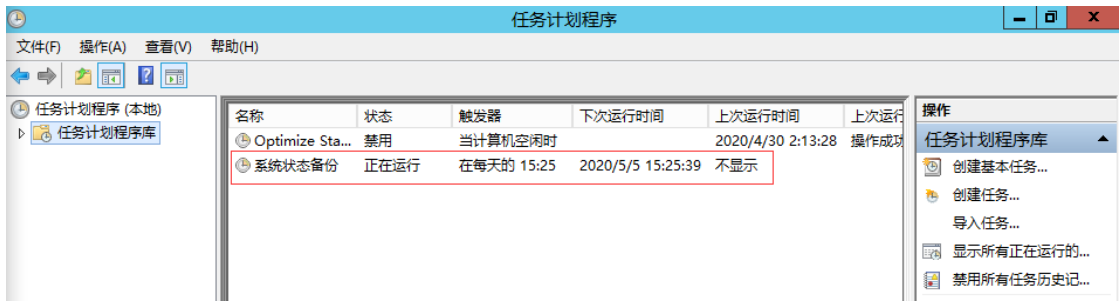 任务计划程序
文件(F) 操作(A) 查看(V) 帮助(H)
任务计划程序 (本地)
任务计划程序库
名称 状态 触发器 下次运行时间 上次运行时间 上次运行
Optimize Sta... 禁用 当计算机空闲时 2020/4/30 2:13:28 操作成功
系统状态备份 正在运行 在每天的 15:25 2020/5/5 15:25:39 不显示
操作
任务计划程序库
创建基本任务...
创建任务...
导入任务...
显示所有正在运行的...
禁用所有任务历史记...